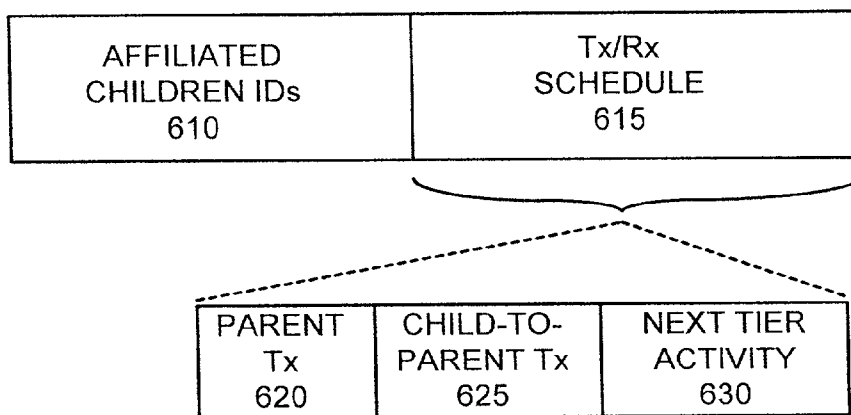 AFFILIATED
CHILDREN IDs
610
Tx/Rx
SCHEDULE
615
PARENT
Tx
620
CHILD-TO-
PARENT Tx
625
NEXT TIER
ACTIVITY
630